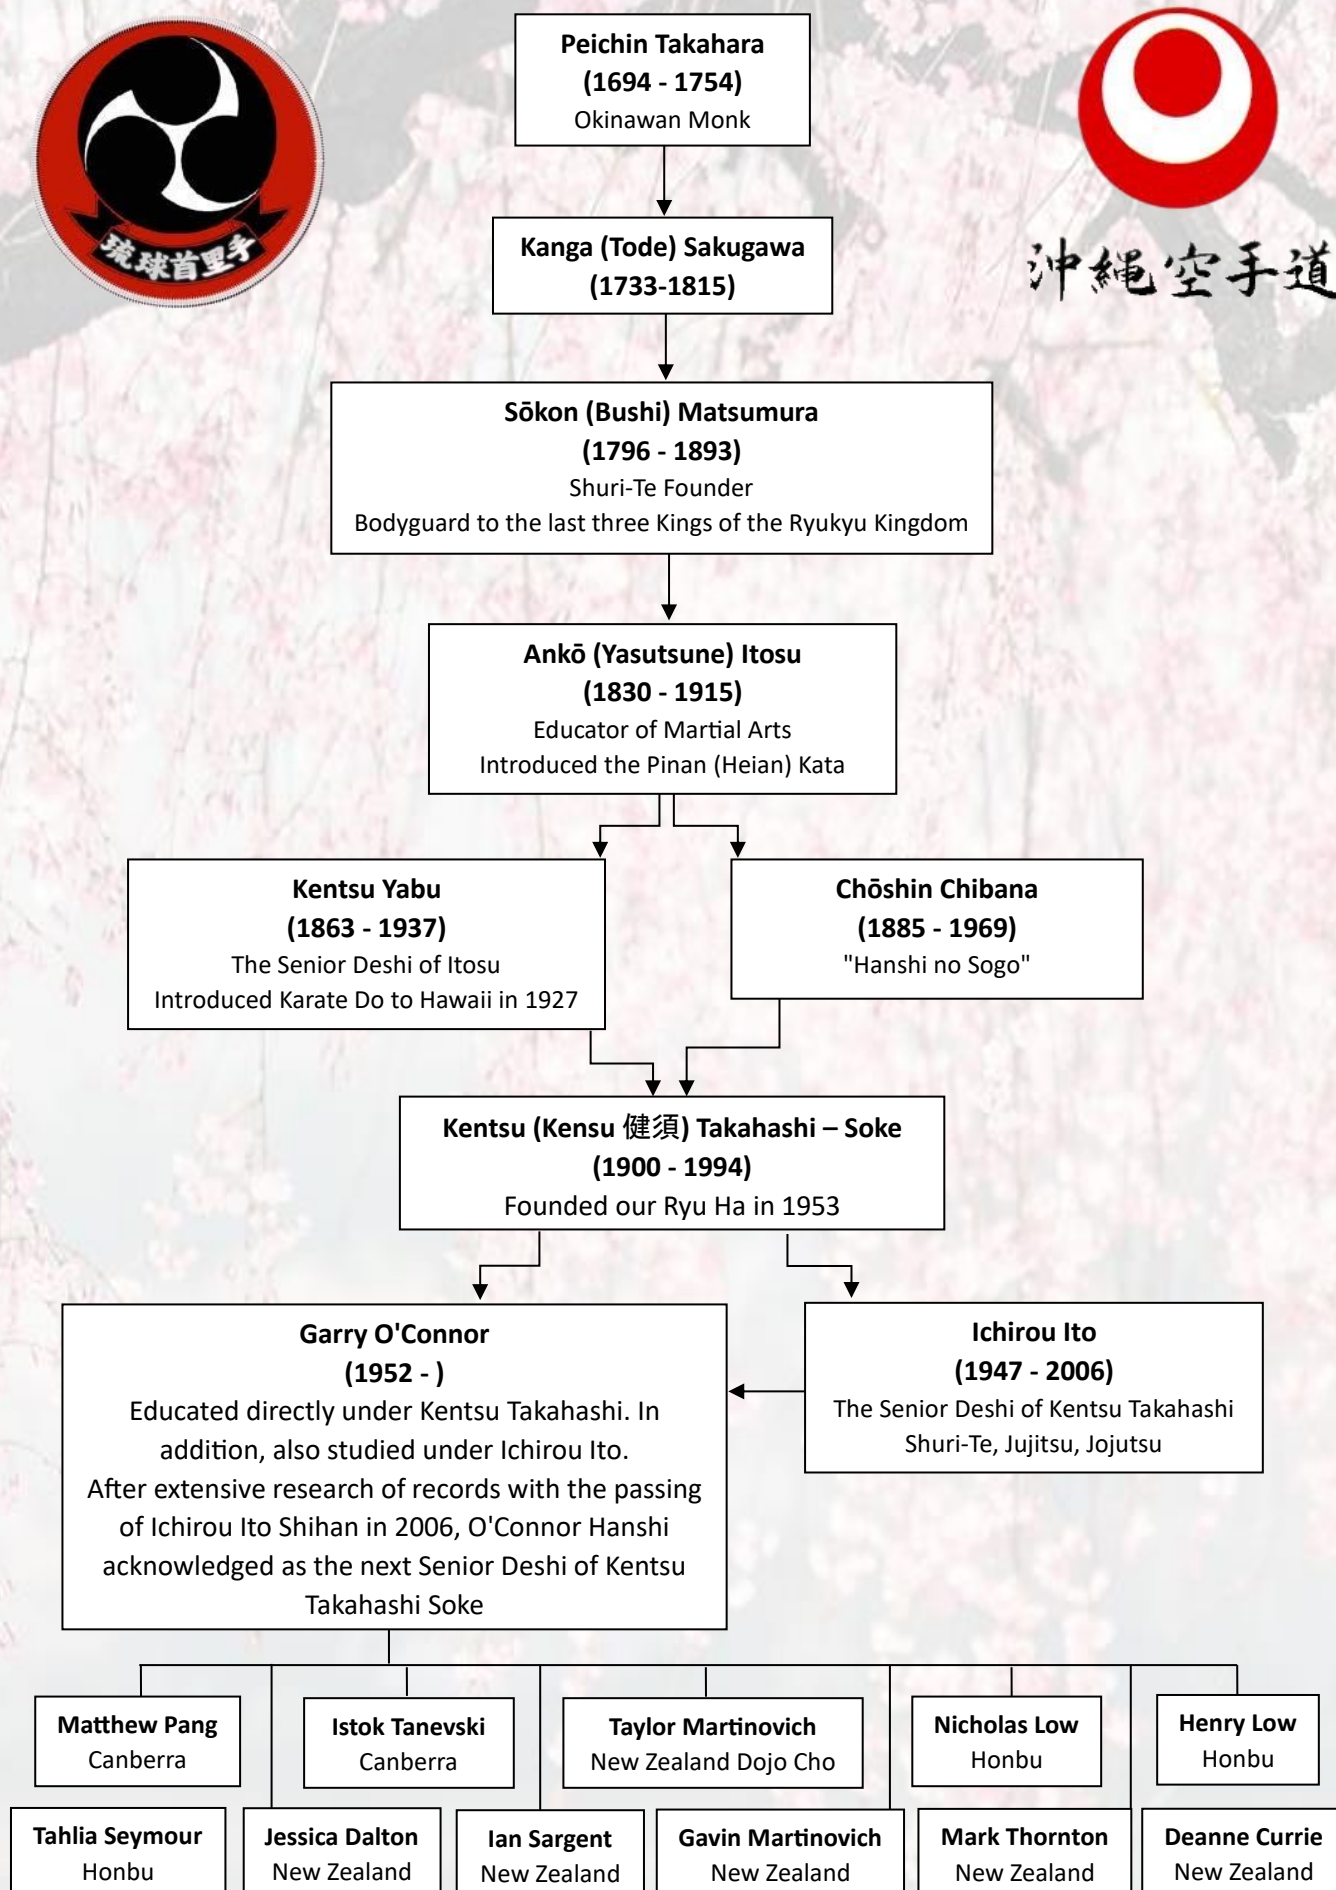 Peichin Takahara
(1694 - 1754)
Okinawan Monk
琉球首里手
沖縄空手道
Kanga (Tode) Sakugawa
(1733-1815)
Sōkon (Bushi) Matsumura
(1796 - 1893)
Shuri-Te Founder
Bodyguard to the last three Kings of the Ryukyu Kingdom
Ankō (Yasutsune) Itosu
(1830 - 1915)
Educator of Martial Arts
Introduced the Pinan (Heian) Kata
Kentsu Yabu
(1863 - 1937)
The Senior Deshi of Itosu
Introduced Karate Do to Hawaii in 1927
Chōshin Chibana
(1885 - 1969)
"Hanshi no Sogo"
Kentsu (Kensu 健須) Takahashi – Soke
(1900 - 1994)
Founded our Ryu Ha in 1953
Garry O'Connor
(1952 - )
Educated directly under Kentsu Takahashi. In
addition, also studied under Ichirou Ito.
After extensive research of records with the passing
of Ichirou Ito Shihan in 2006, O'Connor Hanshi
acknowledged as the next Senior Deshi of Kentsu
Takahashi Soke
Ichirou Ito
(1947 - 2006)
The Senior Deshi of Kentsu Takahashi
Shuri-Te, Jujitsu, Jojutsu
Matthew Pang
Canberra
Istok Tanevski
Canberra
Taylor Martinovich
New Zealand Dojo Cho
Nicholas Low
Honbu
Henry Low
Honbu
Tahlia Seymour
Honbu
Jessica Dalton
New Zealand
Ian Sargent
New Zealand
Gavin Martinovich
New Zealand
Mark Thornton
New Zealand
Deanne Currie
New Zealand